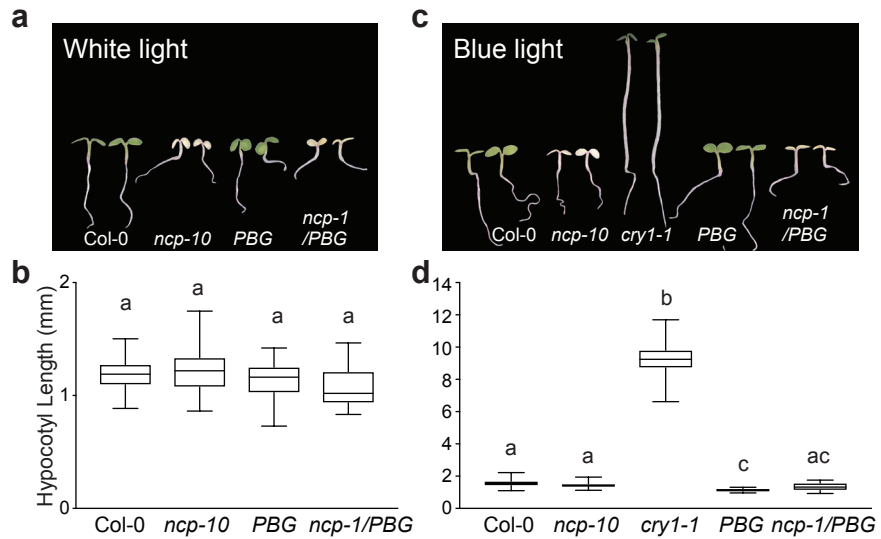 a
White light
Col-0 ncp-10 PBG ncp-1
/PBG
c
Blue light
Col-0 ncp-10 cry1-1 PBG ncp-1
/PBG
b
Hypocotyl Length (mm)
2
1
0
a a a a
Col-0 ncp-10 PBG ncp-1/PBG
d
14
12
10
8
6
4
2
0
a a b c ac
Col-0 ncp-10 cry1-1 PBG ncp-1/PBG